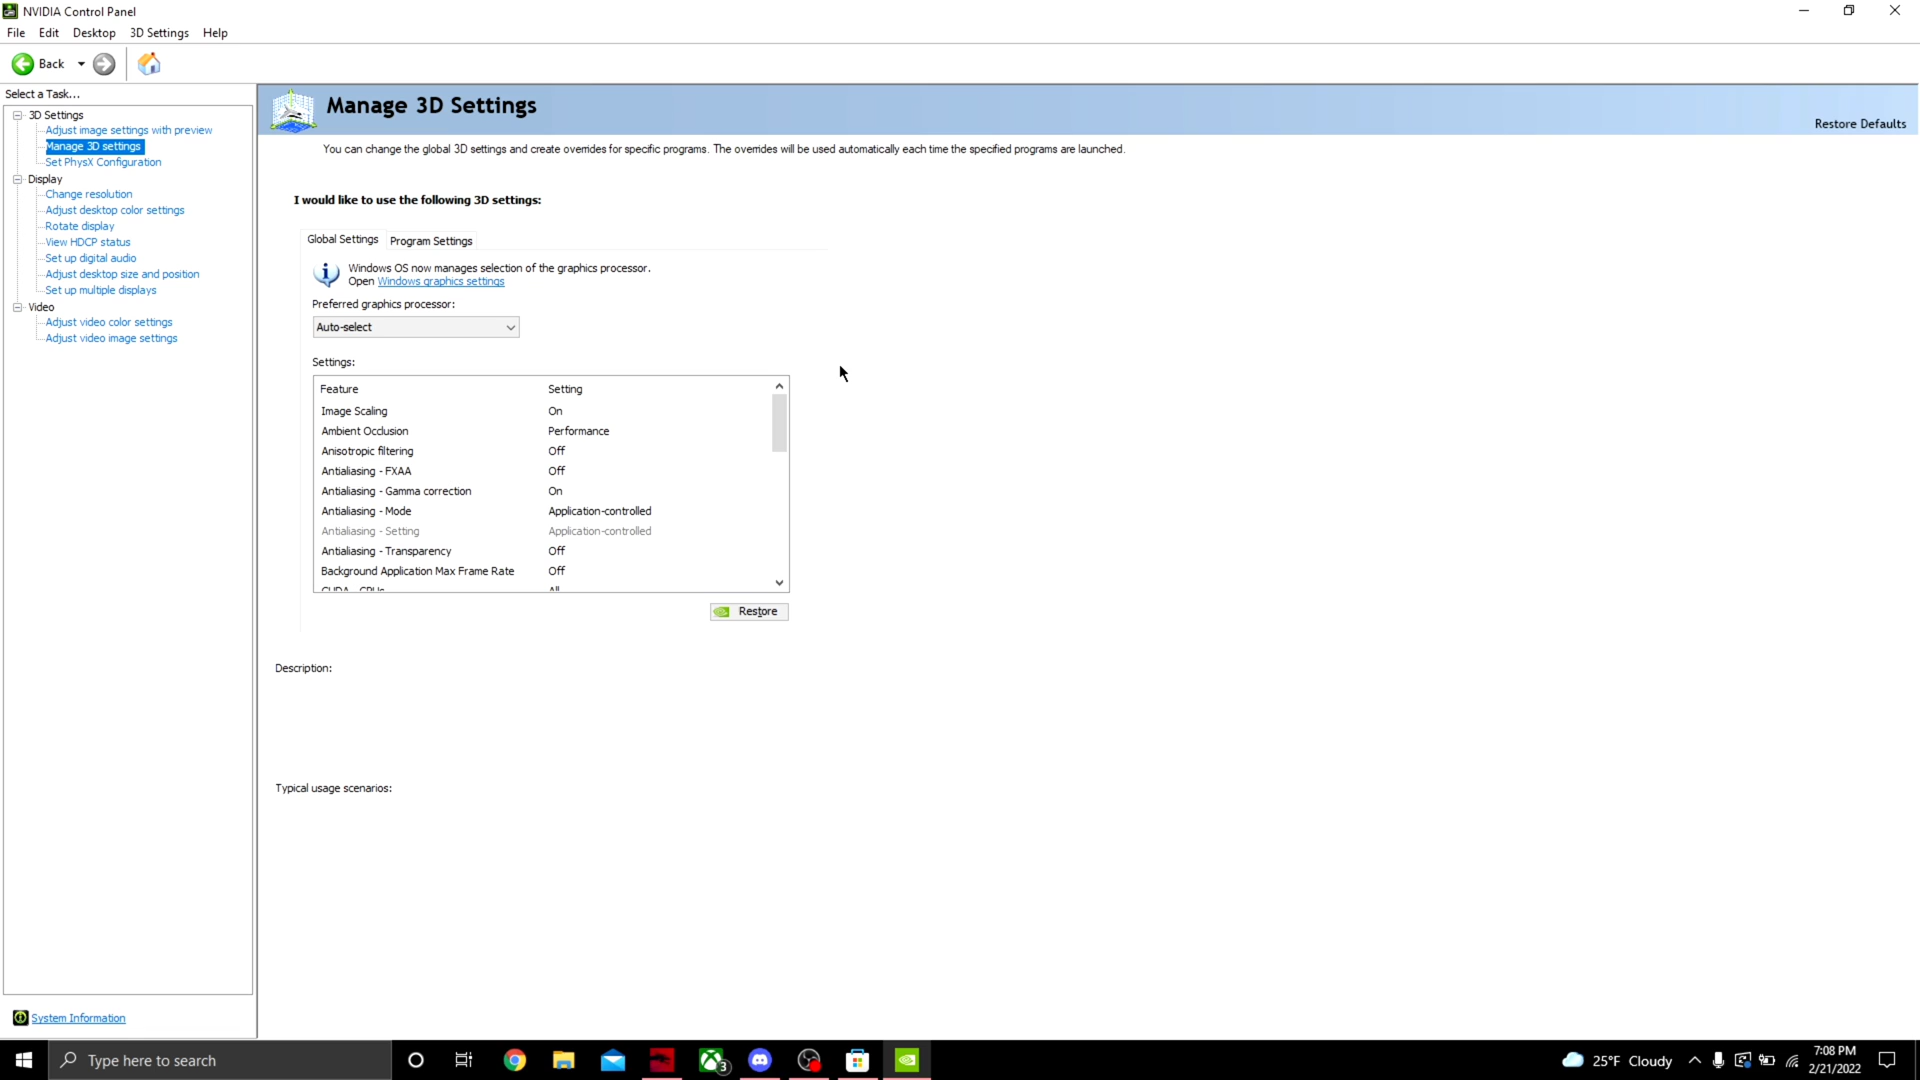 NVIDIA Control Panel
File Edit Desktop 3D Settings Help
Back
Select a Task...
3D Settings
Adjust image settings with preview
Manage 3D settings
Set PhysX Configuration
Display
Change resolution
Adjust desktop color settings
Rotate display
View HDCP status
Set up digital audio
Adjust desktop size and position
Set up multiple displays
Video
Adjust video color settings
Adjust video image settings
System Information
Manage 3D Settings
Restore Defaults
You can change the global 3D settings and create overrides for specific programs. The overrides will be used automatically each time the specified programs are launched.
I would like to use the following 3D settings:
Global Settings Program Settings
Windows OS now manages selection of the graphics processor.
Open Windows graphics settings
Preferred graphics processor:
Auto-select
Settings:
Feature Setting
Image Scaling On
Ambient Occlusion Performance
Anisotropic filtering Off
Antialiasing - FXAA Off
Antialiasing - Gamma correction On
Antialiasing - Mode Application-controlled
Antialiasing - Setting Application-controlled
Antialiasing - Transparency Off
Background Application Max Frame Rate Off
CUDA - GPUs All
Restore
Description:
Typical usage scenarios:
Type here to search
3
25°F Cloudy
7:08 PM
2/21/2022